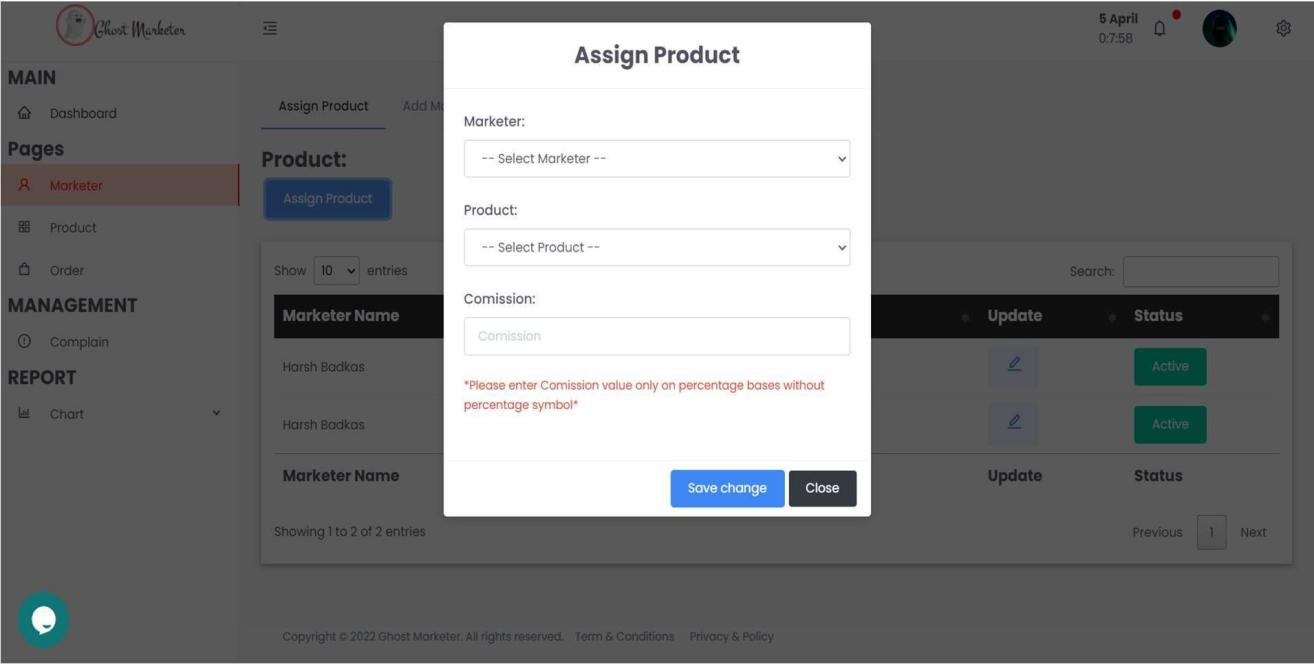 Ghost Marketer
5 April
0:7:58
MAIN
Dashboard
Pages
Marketer
Product
Order
MANAGEMENT
Complain
REPORT
Chart
Assign Product
Add
Product:
Assign Product
Show 10 entries
Search:
Marketer Name
Update
Status
Harsh Badkas
Active
Harsh Badkas
Active
Marketer Name
Update
Status
Showing 1 to 2 of 2 entries
Previous 1 Next
Copyright © 2022 Ghost Marketer. All rights reserved. Term & Conditions Privacy & Policy
Assign Product
Marketer:
-- Select Marketer --
Product:
-- Select Product --
Comission:
Comission
*Please enter Comission value only on percentage bases without
percentage symbol*
Save change
Close